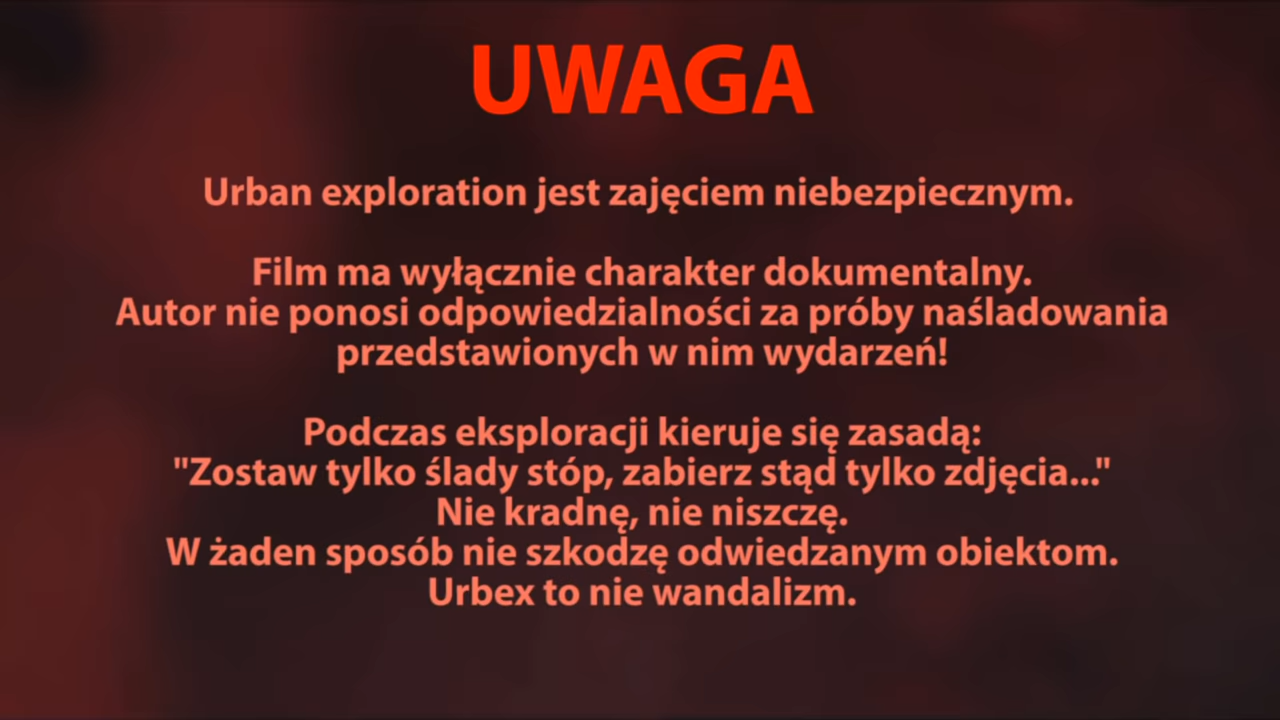 UWAGA
Urban exploration jest zajęciem niebezpiecznym.
Film ma wyłącznie charakter dokumentalny.
Autor nie ponosi odpowiedzialności za próby naśladowania
przedstawionych w nim wydarzeń!
Podczas eksploracji kieruje się zasadą:
"Zostaw tylko ślady stóp, zabierz stąd tylko zdjęcia..."
Nie kradnę, nie niszczę.
W żaden sposób nie szkodzę odwiedzanym obiektom.
Urbex to nie wandalizm.